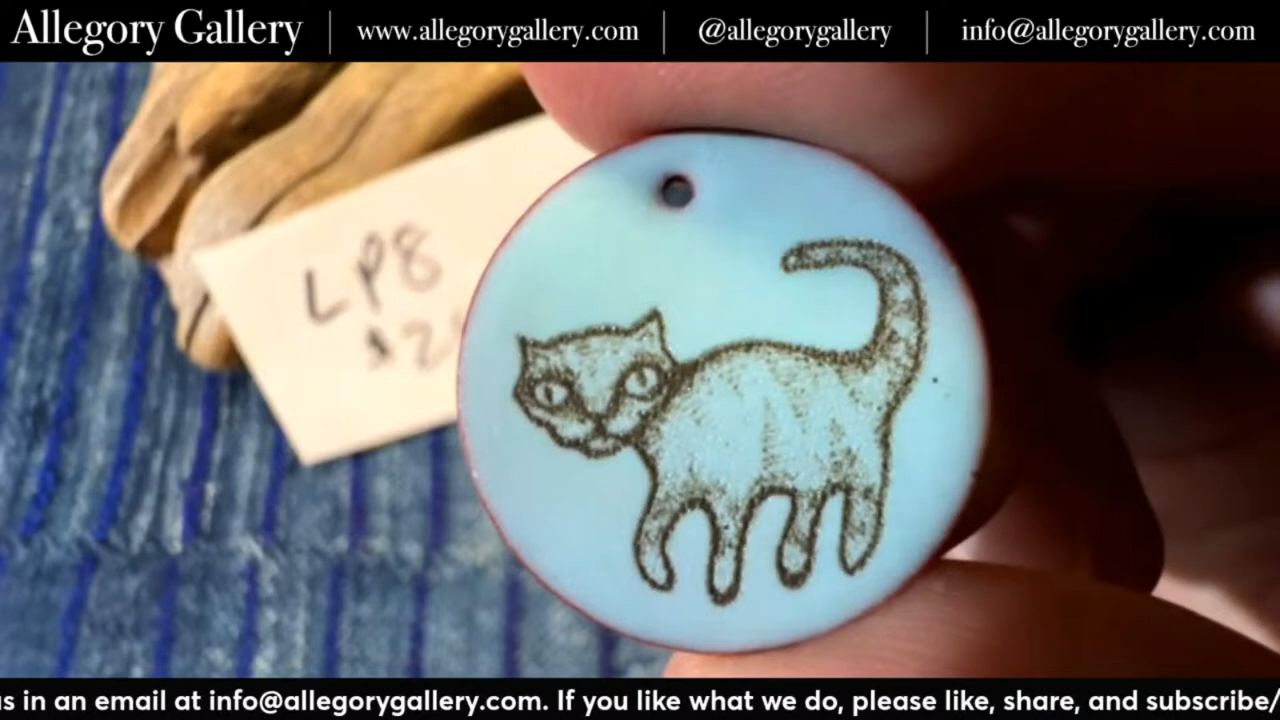 Allegory Gallery | www.allegorygallery.com | @allegorygallery | info@allegorygallery.com
LP8
in an email at info@allegorygallery.com. If you like what we do, please like, share, and subscribe/